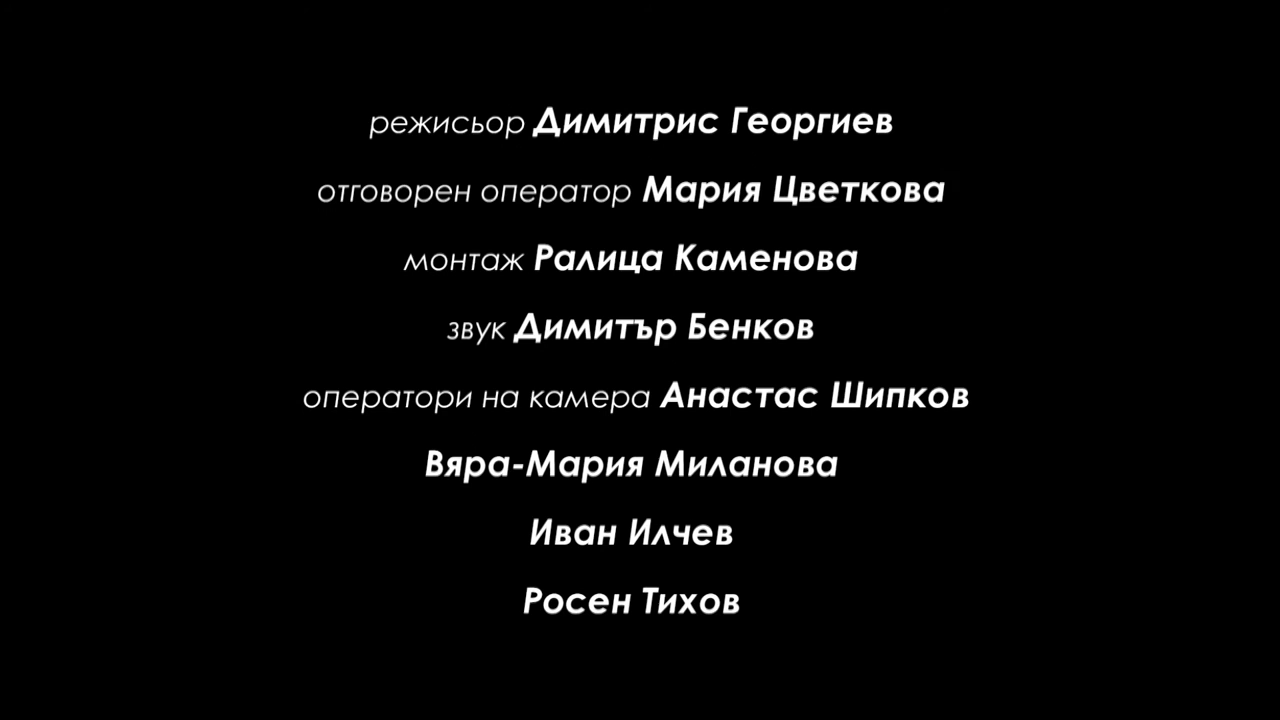 режисьор Димитрис Георгиев
отговорен оператор Мария Цветкова
монтаж Ралица Каменова
звук Димитър Бенков
оператори на камера Анастас Шипков
Вяра-Мария Миланова
Иван Илчев
Росен Тихов